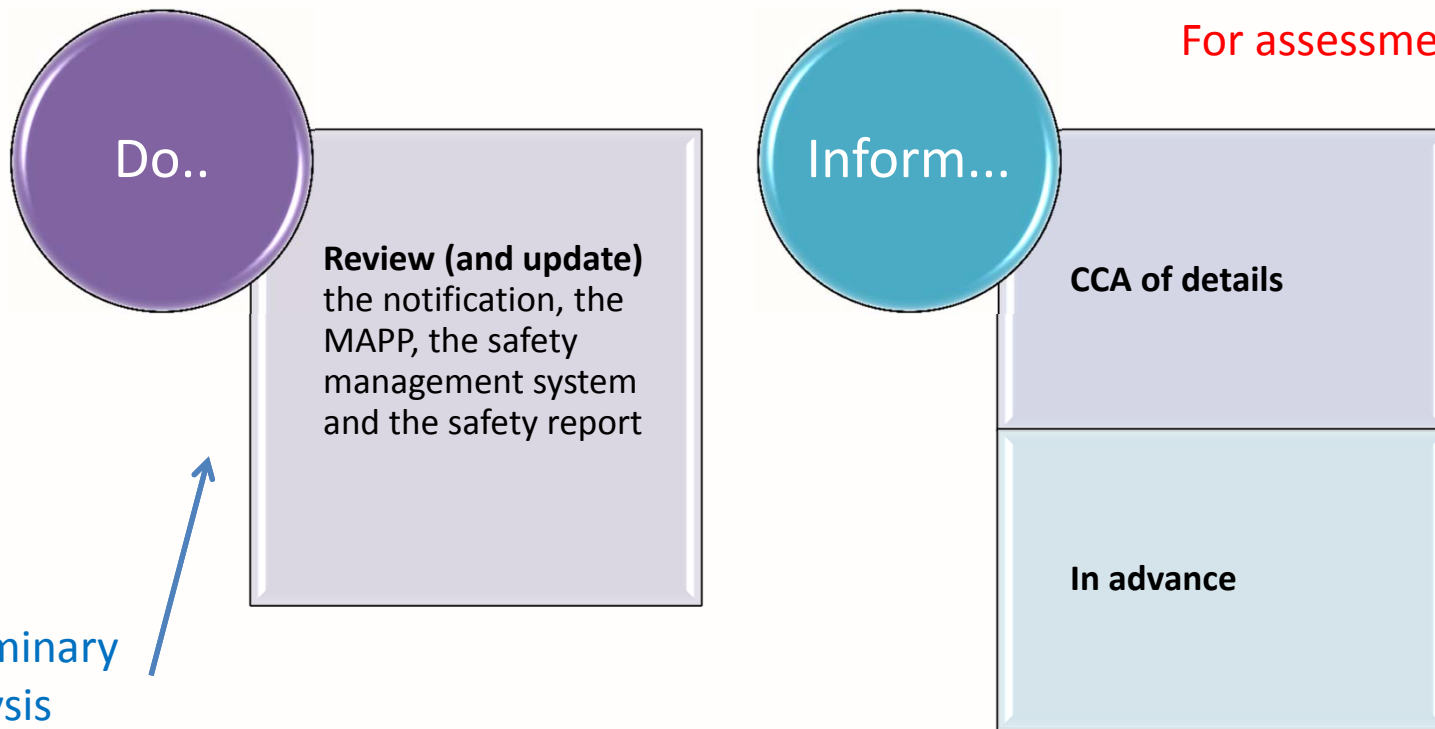 For assessme
Do..
Review (and update)
the notification, the
MAPP, the safety
management system
and the safety report
Inform...
CCA of details
In advance
minary
ysis